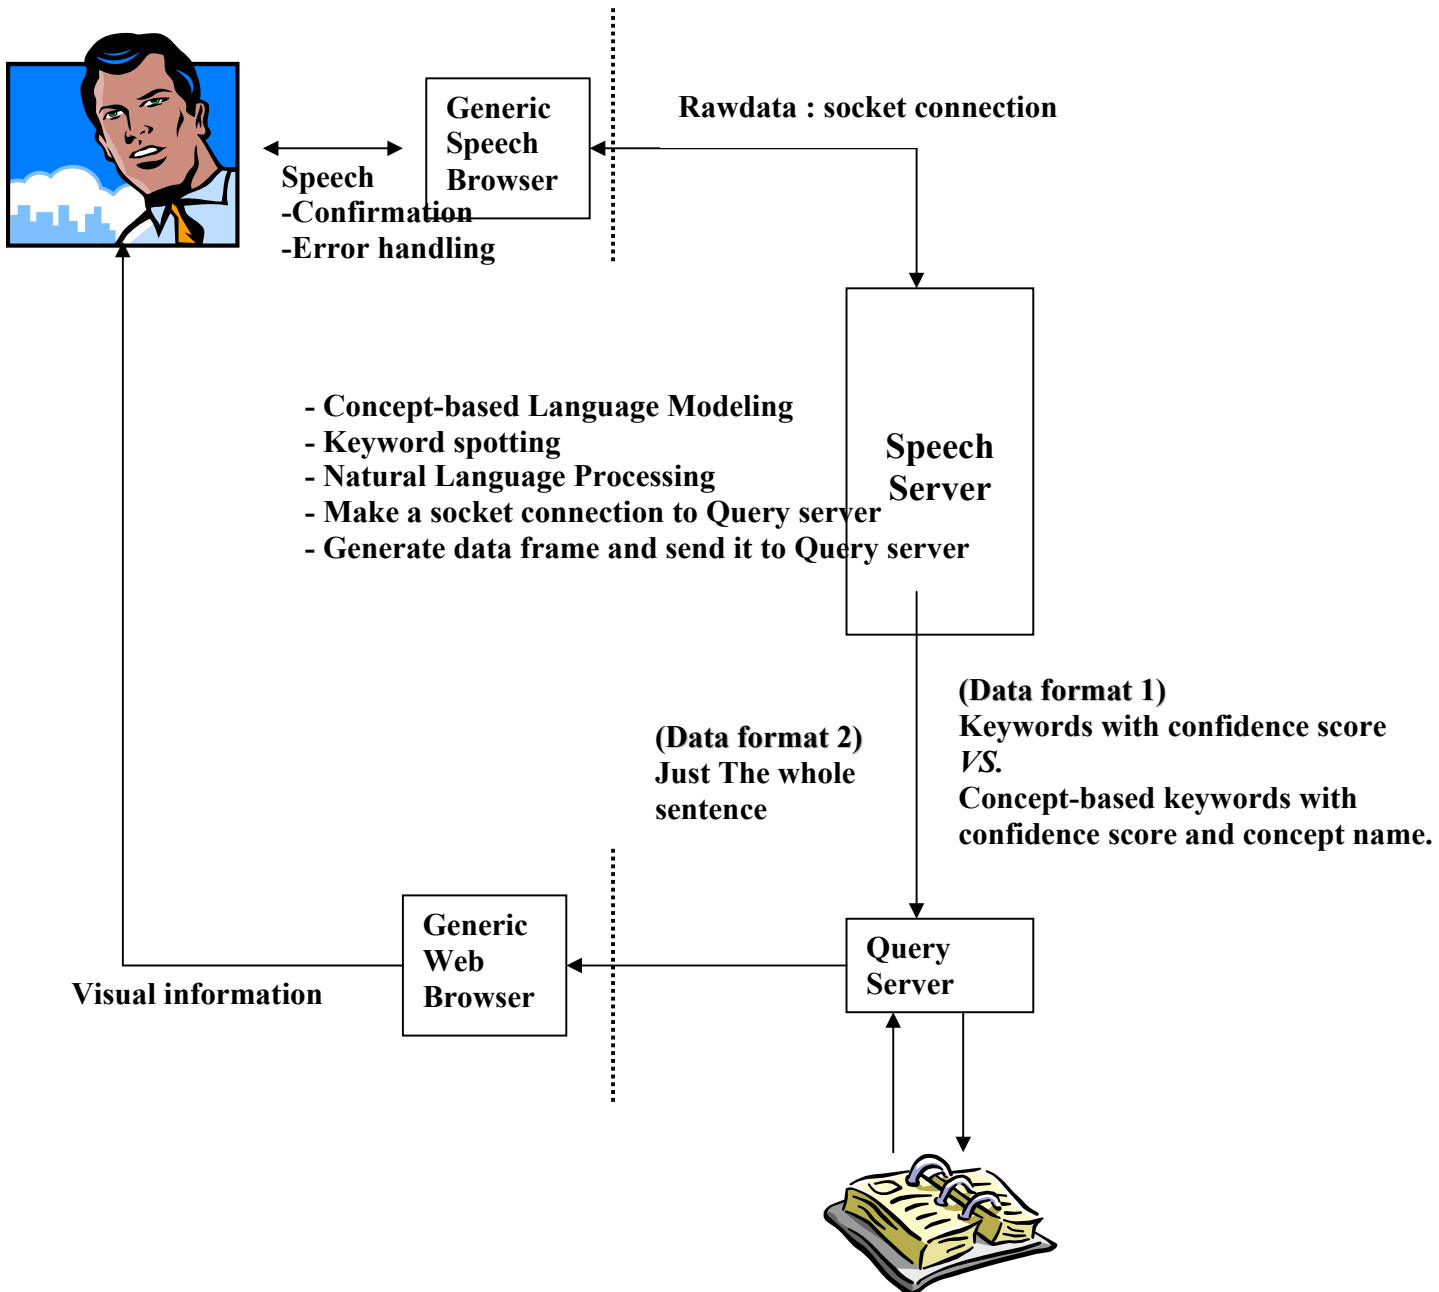 Generic
Speech
Browser
Rawdata : socket connection
Speech
-Confirmation
-Error handling
- Concept-based Language Modeling
- Keyword spotting
- Natural Language Processing
- Make a socket connection to Query server
- Generate data frame and send it to Query server
Speech
Server
(Data format 1)
Keywords with confidence score
VS.
Concept-based keywords with
confidence score and concept name.
(Data format 2)
Just The whole
sentence
Generic
Web
Browser
Query
Server
Visual information